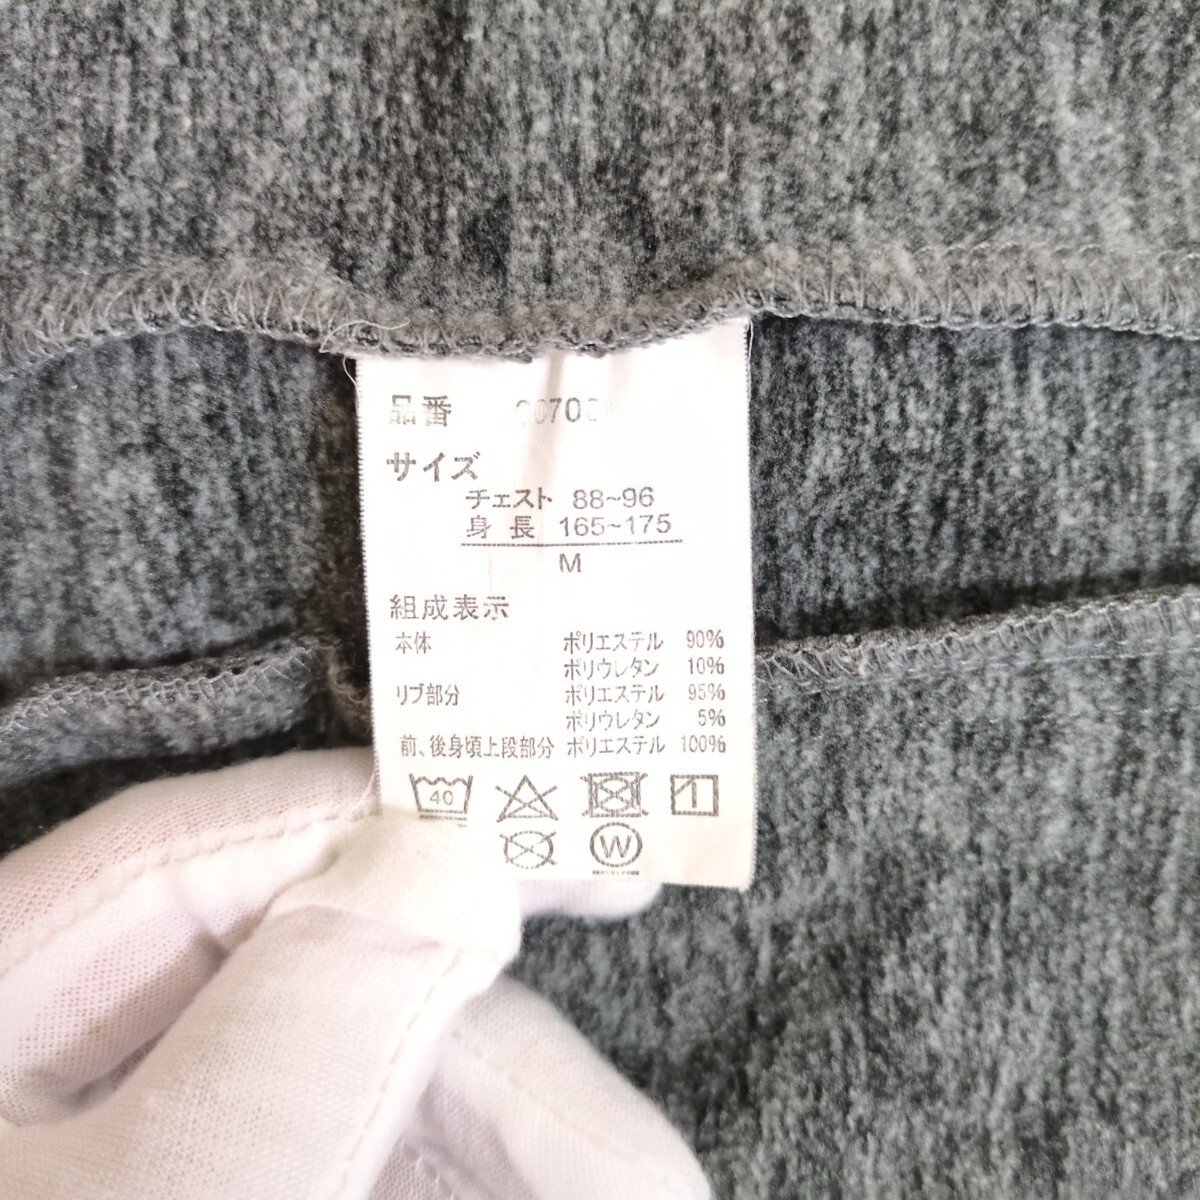 品番
サイズ
チェスト 88~96
身長 165~175
M
組成表示
本体 ポリエステル 90%
ポリウレタン 10%
リブ部分 ポリエステル 95%
ポリウレタン 5%
前、後身頃上段部分 ポリエステル 100%
40
W